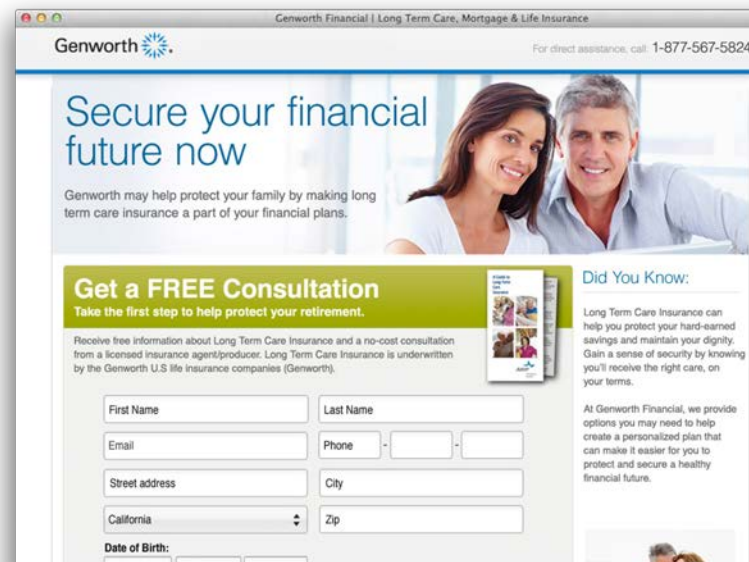 Genworth Financial | Long Term Care, Mortgage & Life Insurance
Genworth
For direct assistance, call 1-877-567-5824
Secure your financial
future now
Genworth may help protect your family by making long
term care insurance a part of your financial plans.
Get a FREE Consultation
Take the first step to help protect your retirement.
Receive free information about Long Term Care Insurance and a no-cost consultation
from a licensed insurance agent/producer. Long Term Care Insurance is underwritten
by the Genworth U.S life insurance companies (Genworth).
A Guide to
Long Term
Care
Insurance
First Name
Last Name
Email
Phone - -
Street address
City
California
Zip
Date of Birth:
Did You Know:
Long Term Care Insurance can
help you protect your hard-earned
savings and maintain your dignity.
Gain a sense of security by knowing
you'll receive the right care, on
your terms.
At Genworth Financial, we provide
options you may need to help
create a personalized plan that
can make it easier for you to
protect and secure a healthy
financial future.